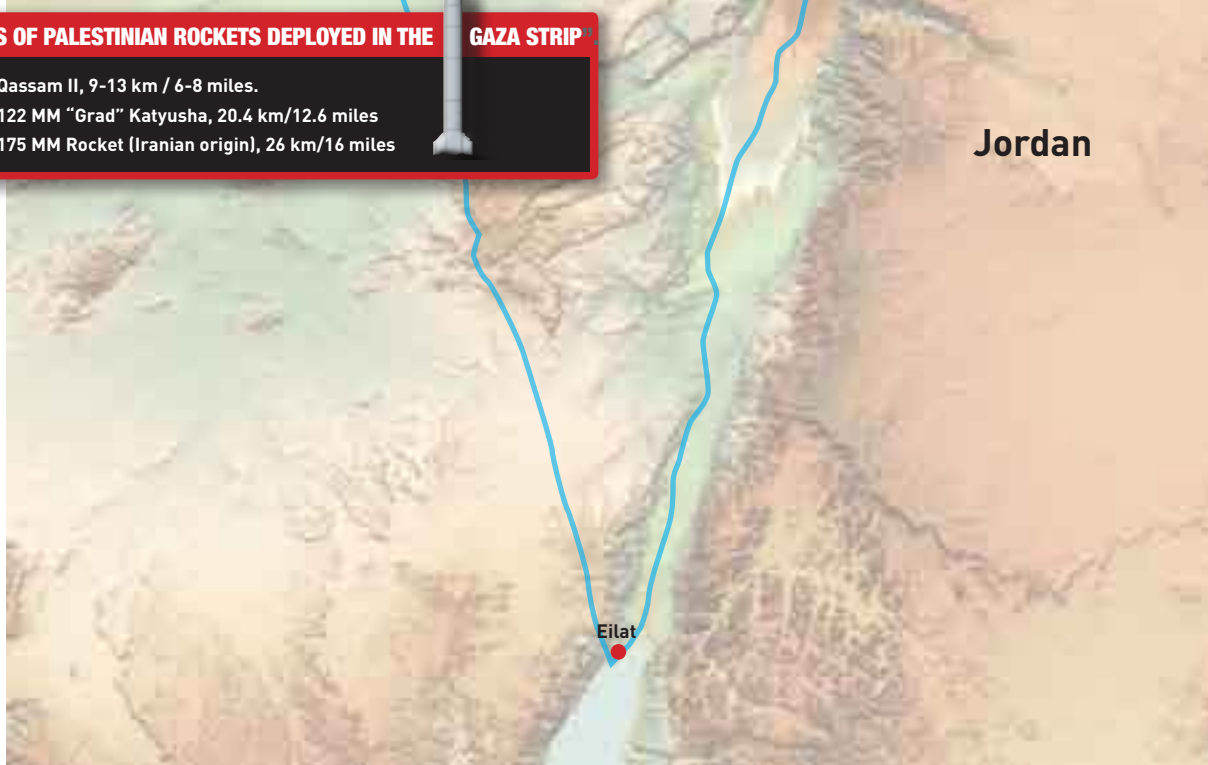 S OF PALESTINIAN ROCKETS DEPLOYED IN THE GAZA STRIP".
Qassam II, 9-13 km / 6-8 miles.
122 MM “Grad” Katyusha, 20.4 km/12.6 miles
175 MM Rocket (Iranian origin), 26 km/16 miles
Jordan
Eilat